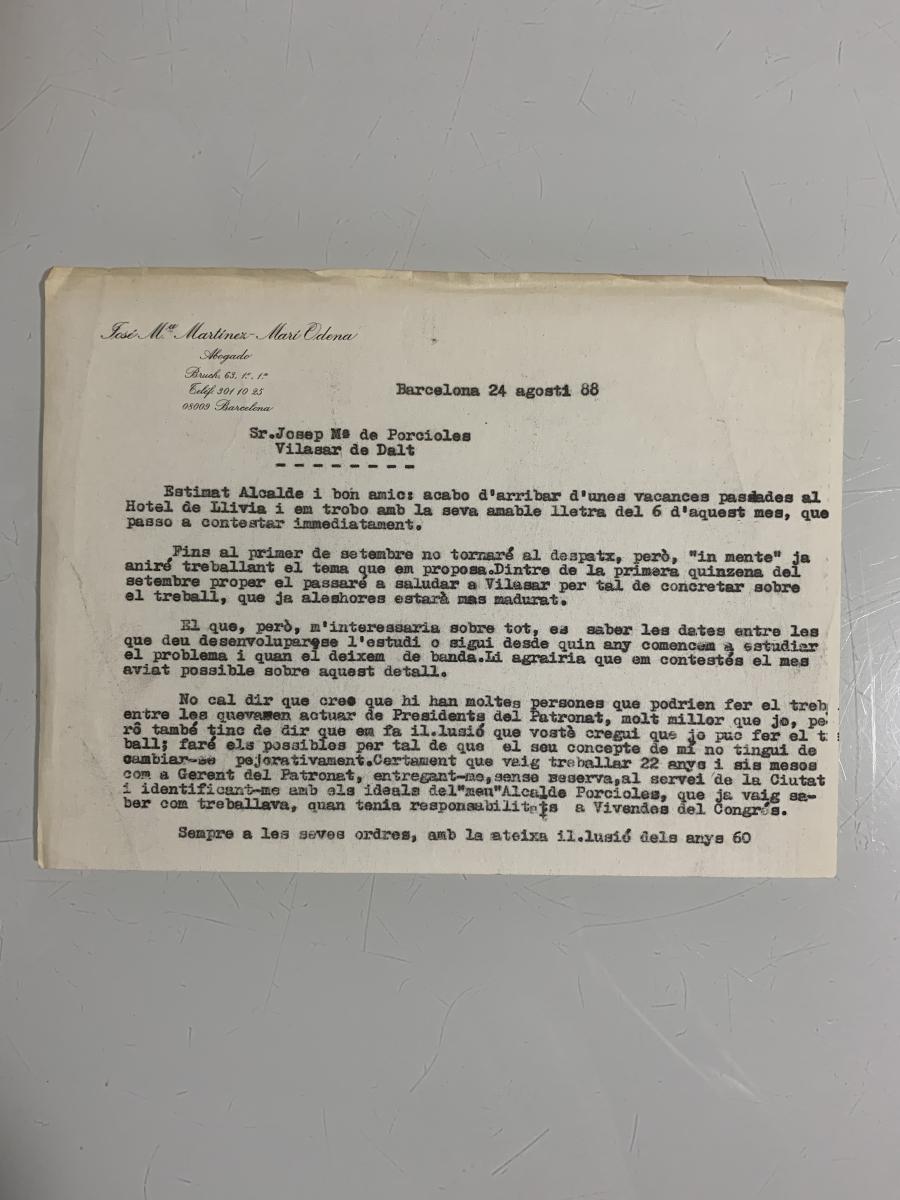 José Mª Martínez-Marí Odena
Abogado
Bruch, 63, 1º, 1ª
Teléf. 301 10 25
08009 Barcelona
Barcelona 24 agosti 88
Sr.Josep Mª de Porcioles
Vilasar de Dalt
- - - - - - - -
Estimat Alcalde i bon amic: acabo d'arribar d'unes vacances passades al
Hotel de Llivia i em trobo amb la seva amable lletra del 6 d'aquest mes, que
passo a contestar immediatament.
Fins al primer de setembre no tornaré al despatx, però, "in mente" ja
aniré treballant el tema que em proposa.Dintre de la primera quinzena del
setembre proper el passaré a saludar a Vilasar per tal de concretar sobre
el treball, que ja aleshores estarà mas madurat.
El que, però, m'interessaria sobre tot, es saber les dates entre les
que deu desenvoluparese l'estudi o sigui desde quin any comencem a estudiar
el problema i quan el deixem de banda.Li agrairia que em contestés el mes
aviat possible sobre aquest detall.
No cal dir que cree que hi han moltes persones que podrien fer el treb
entre les quevamen actuar de Presidents del Patronat, molt millor que jo, pe
rô també tinc de dir que em fa il.lusió que vostè cregui que jo puc fer el t
ball; faré els possibles per tal de que el seu concepte de mi no tingui de
cambiar-se pejorativament.Certament que vaig treballar 22 anys i sis mesos
com a Gerent del Patronat, entregant-me,sense reserva,al servei de la Ciutat
i identificant-me amb els ideals del"meu"Alcalde Porcioles, que ja vaig sa-
ber com treballava, quan tenia responsabilitats a Vivendes del Congrés.
Sempre a les seves ordres, amb la ateixa il.lusió dels anys 60